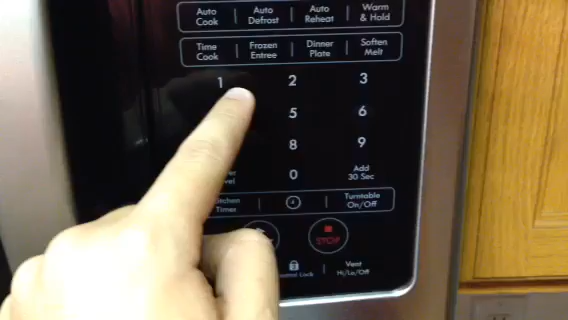 Auto Cook
Auto Defrost
Auto Reheat
Warm & Hold
Time Cook
Frozen Entree
Dinner Plate
Soften Melt
1
2
3
5
6
8
9
0
Add 30 Sec
Timer
Turntable On/Off
STOP
Lock
Vent Hi/Lo/Off